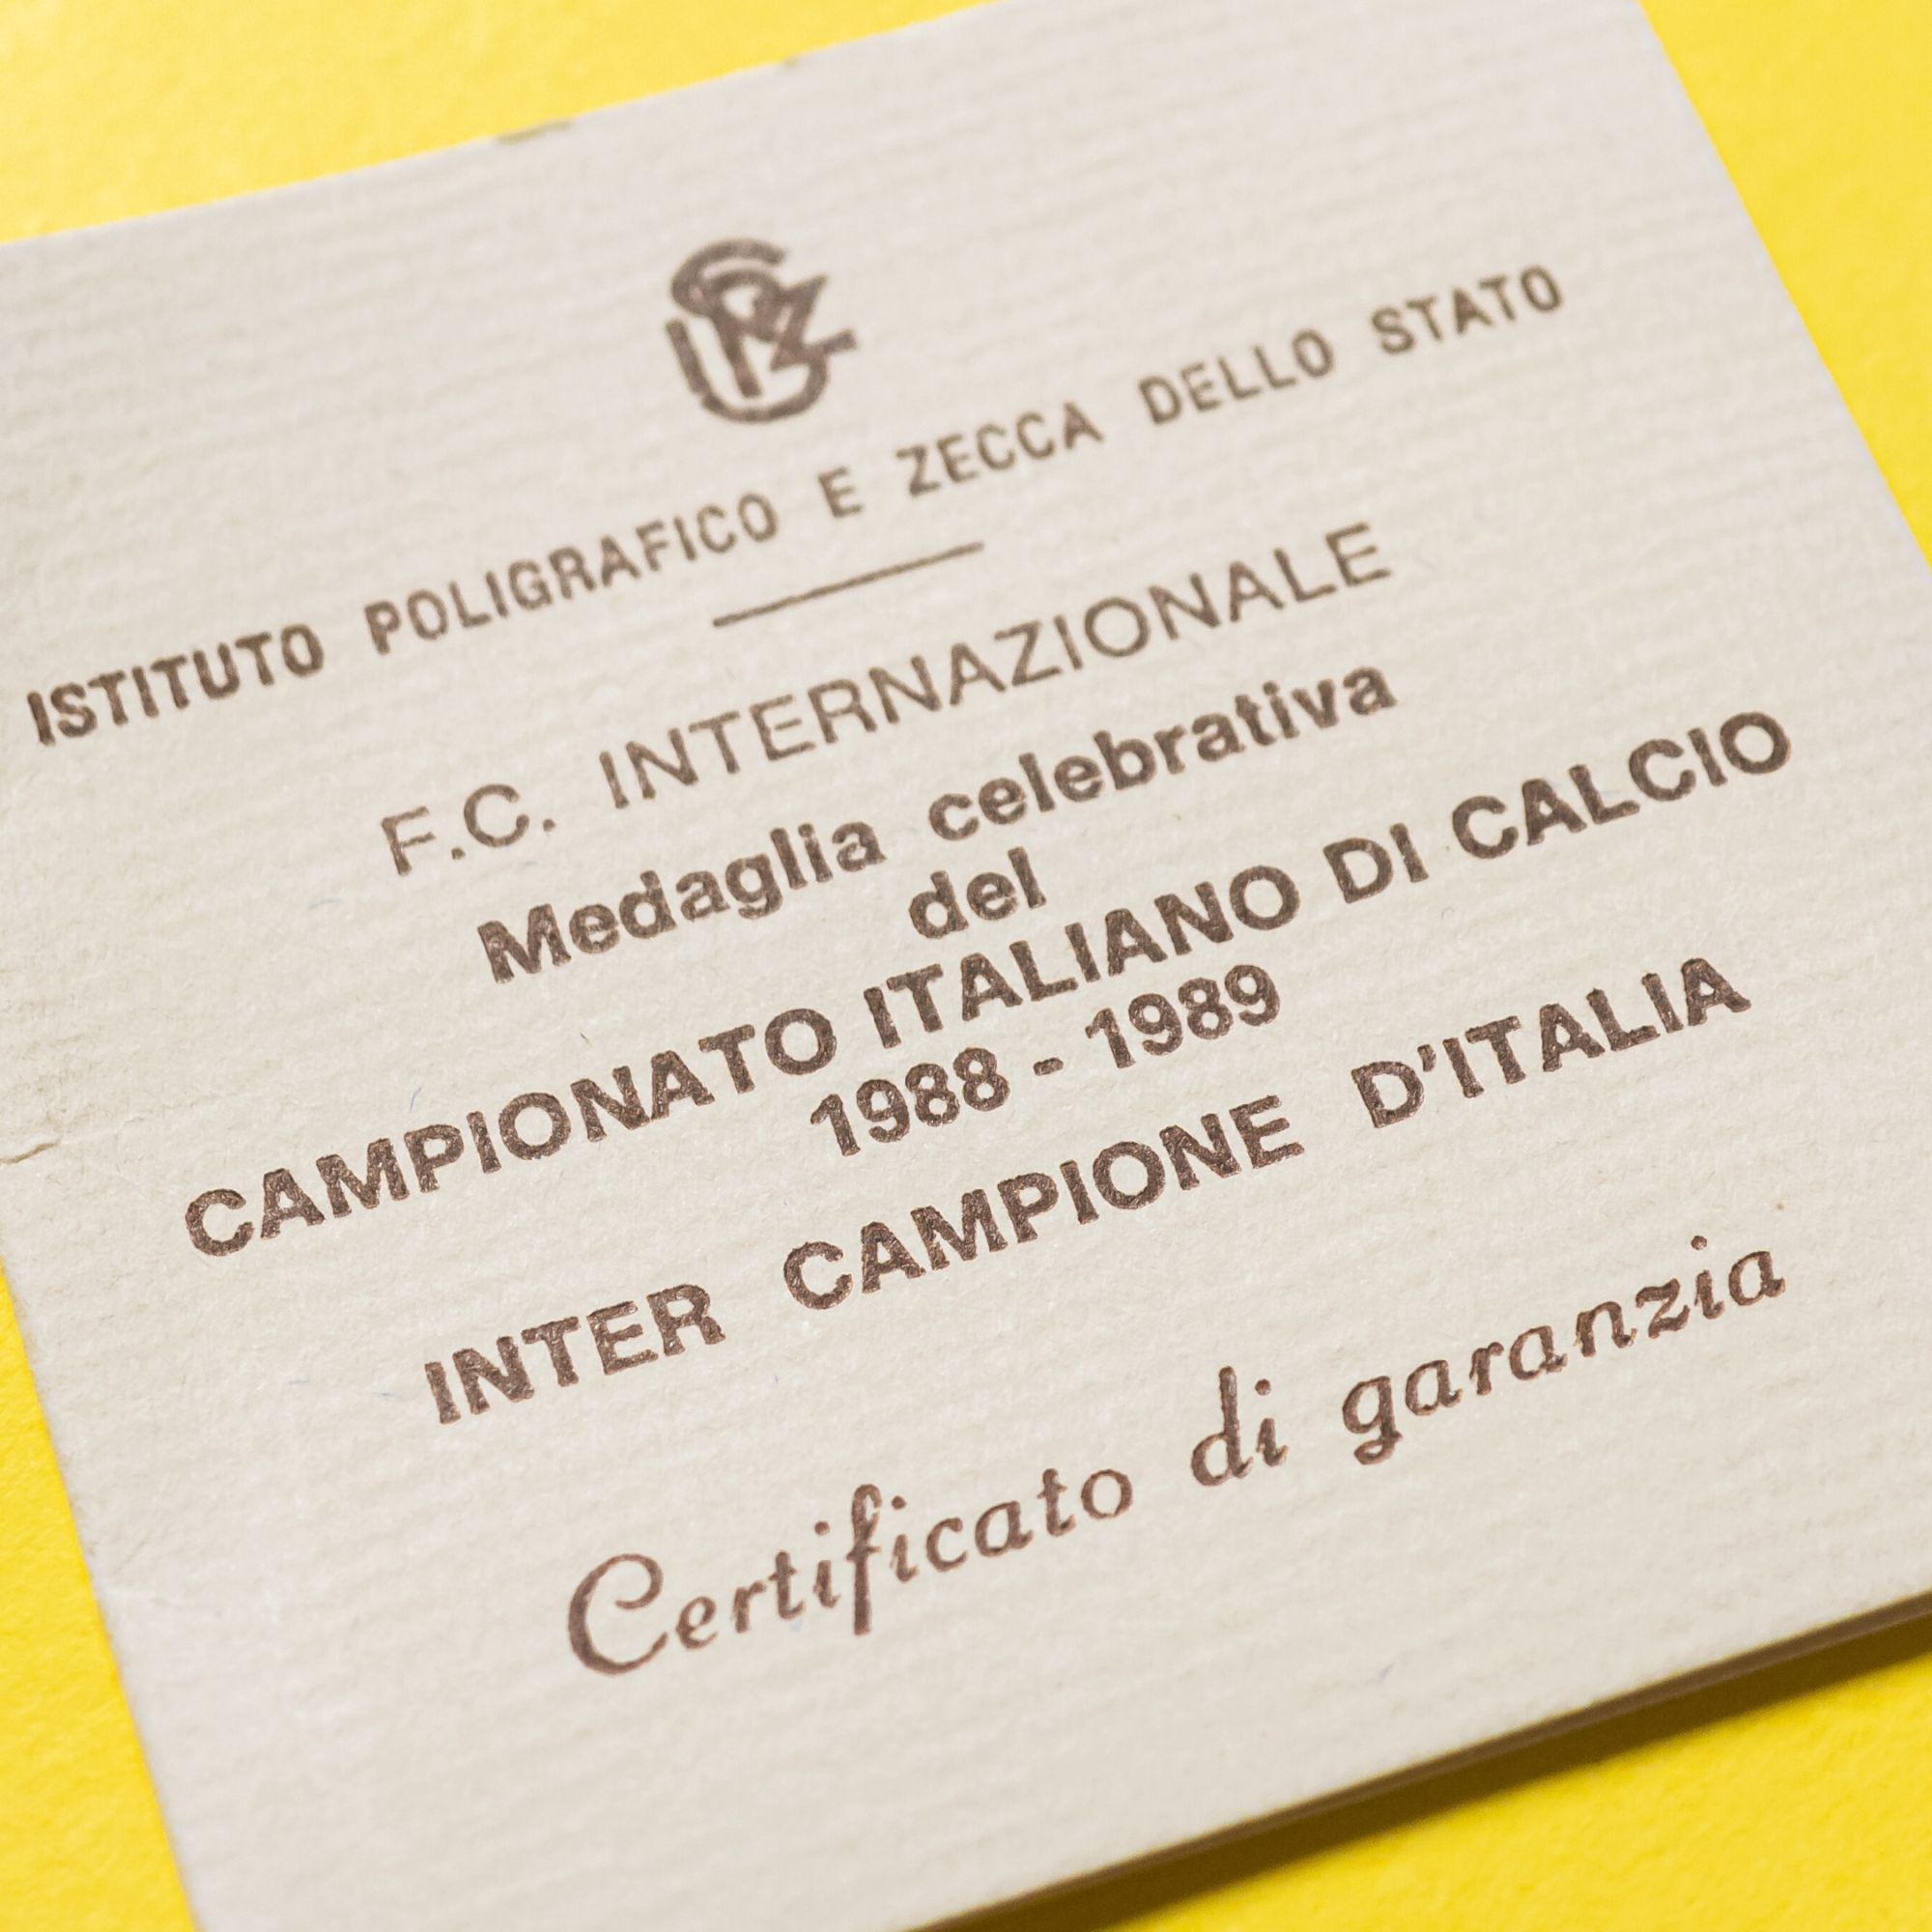 ISTITUTO POLIGRAFICO E ZECCA DELLO STATO
F.C. INTERNAZIONALE
Medaglia celebrativa
del
CAMPIONATO ITALIANO DI CALCIO
1988 - 1989
INTER CAMPIONE D'ITALIA
Certificato di garanzia